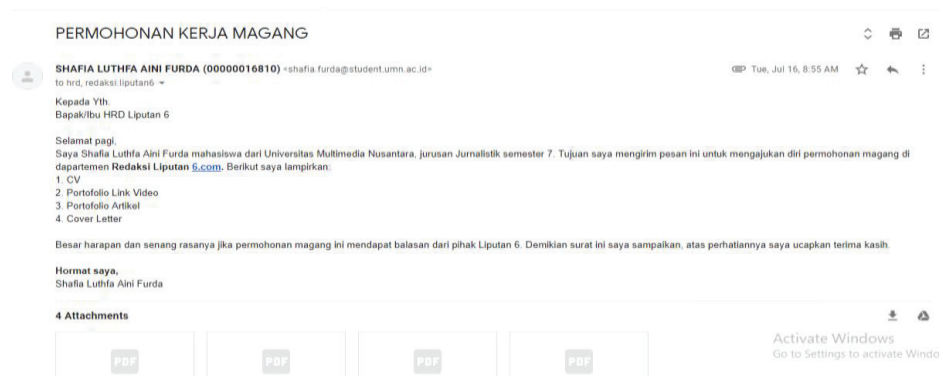 PERMOHONAN KERJA MAGANG
SHAFIA LUTHFA AINI FURDA (00000016810) <shafia.furda@student.umn.ac.id>
Tue, Jul 16, 8:55 AM
to hrd, redaksi.liputan6
Kepada Yth.
Bapak/Ibu HRD Liputan 6
Selamat pagi,
Saya Shafia Luthfa Aini Furda mahasiswa dari Universitas Multimedia Nusantara, jurusan Jurnalistik semester 7. Tujuan saya mengirim pesan ini untuk mengajukan diri permohonan magang di
dapartemen Redaksi Liputan 6.com. Berikut saya lampirkan:
1. CV
2. Portofolio Link Video
3. Portofolio Artikel
4. Cover Letter
Besar harapan dan senang rasanya jika permohonan magang ini mendapat balasan dari pihak Liputan 6. Demikian surat ini saya sampaikan, atas perhatiannya saya ucapkan terima kasih.
Hormat saya,
Shafia Luthfa Aini Furda
4 Attachments
PDF PDF PDF PDF
Activate Windows
Go to Settings to activate Windo